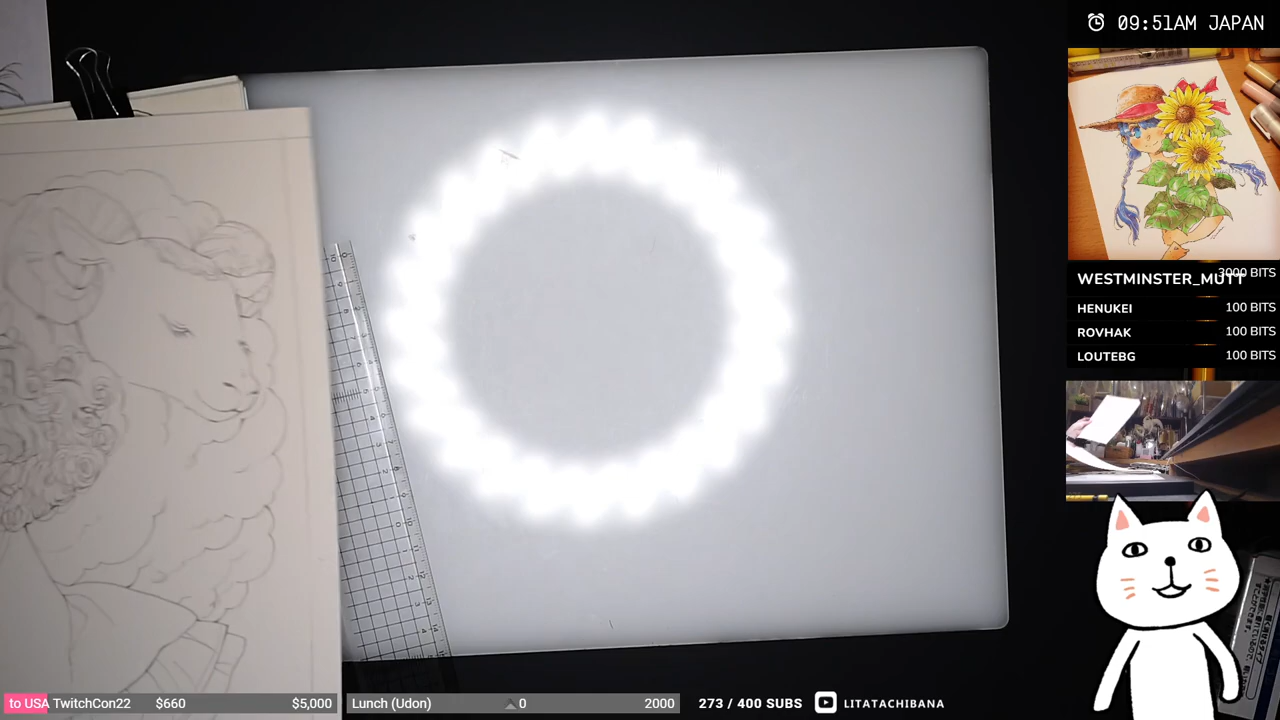 09:51AM JAPAN
3000 BITS
WESTMINSTER_MUTT
HENUKEI 100 BITS
ROVHAK 100 BITS
LOUTEBG 100 BITS
to USA TwitchCon22 $660 $5,000
Lunch (Udon) 0 2000
273 / 400 SUBS
LITATACHIBANA